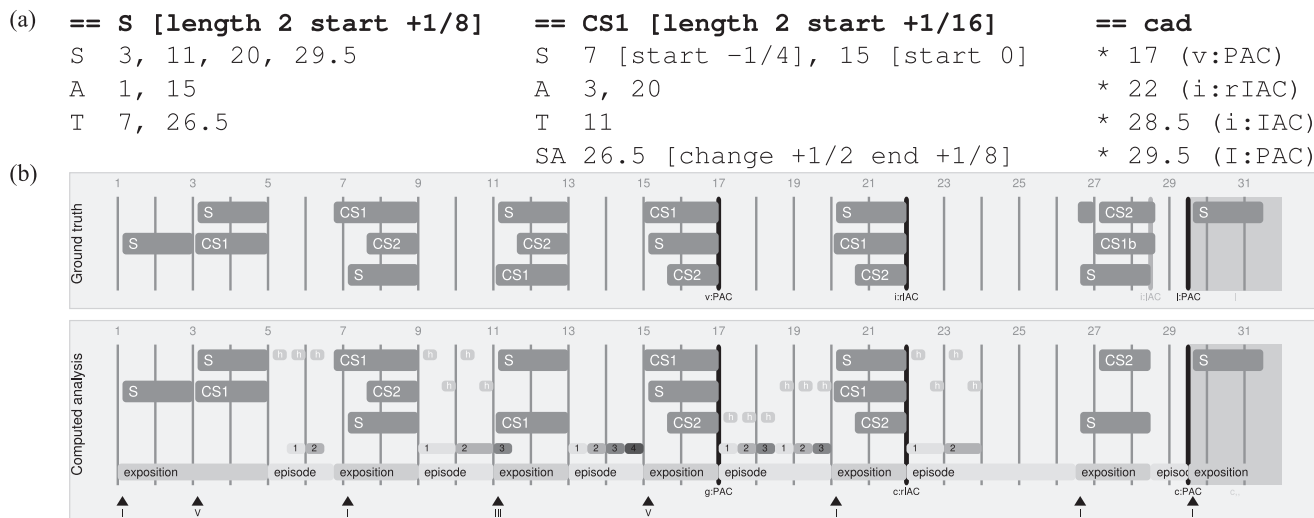 (a)
== S [length 2 start +1/8]
S 3, 11, 20, 29.5
A 1, 15
T 7, 26.5
== CS1 [length 2 start +1/16]
S 7 [start -1/4], 15 [start 0]
A 3, 20
T 11
SA 26.5 [change +1/2 end +1/8]
== cad
* 17 (v:PAC)
* 22 (i:rIAC)
* 28.5 (i:IAC)
* 29.5 (I:PAC)
(b)
Ground truth
1 3 5 7 9 11 13 15 17 19 21 23 25 27 29 31
S CS1 S CS1 S CS2 S
S CS1 CS2 CS2 S CS1 CS1b
S CS1 CS2 CS2 S
v:PAC i:rIAC i:IAC I:PAC I
Computed analysis
1 3 5 7 9 11 13 15 17 19 21 23 25 27 29 31
S h h h CS1 h h S CS1 S h h CS2 S
S CS1 CS2 h h S h h h CS1 h h
S CS1 CS2 h h h CS2 S
1 2 1 2 3 1 2 3 4 1 2 3 1 2 3 1 2
exposition episode exposition episode exposition episode exposition episode exposition episode exposition episod exposition
g:PAC c:rIAC c:PAC c..
I V I III V I I I